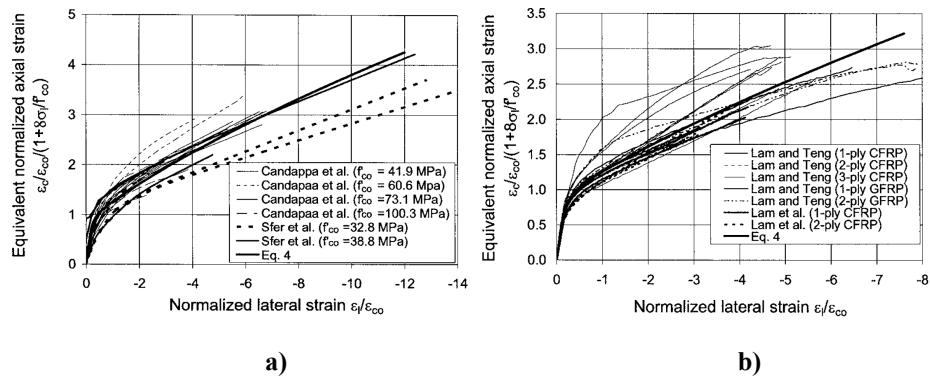 Equivalent normalized axial strain
εc/εco/(1+8σl/f'co)
5
4
3
2
1
0
0 -2 -4 -6 -8 -10 -12 -14
Normalized lateral strain εl/εco
Candappa et al. (f'co = 41.9 MPa)
Candapaa et al. (f'co = 60.6 Mpa)
Candapaa et al. (f'co =73.1 MPa)
Candapaa et al. (f'co =100.3 MPa)
Sfer et al. (f'co =32.8 MPa)
Sfer et al. (f'co =38.8 MPa)
Eq. 4
a)
Equivalent normalized axial strain
εc/εco/(1+8σl/f'co)
3.5
3.0
2.5
2.0
1.5
1.0
0.5
0.0
0 -1 -2 -3 -4 -5 -6 -7 -8
Normalized lateral strain εl/εco
Lam and Teng (1-ply CFRP)
Lam and Teng (2-ply CFRP)
Lam and Teng (3-ply CFRP)
Lam and Teng (1-ply GFRP)
Lam and Teng (2-ply GFRP)
Lam et al. (1-ply CFRP)
Lam et al. (2-ply CFRP)
Eq. 4
b)